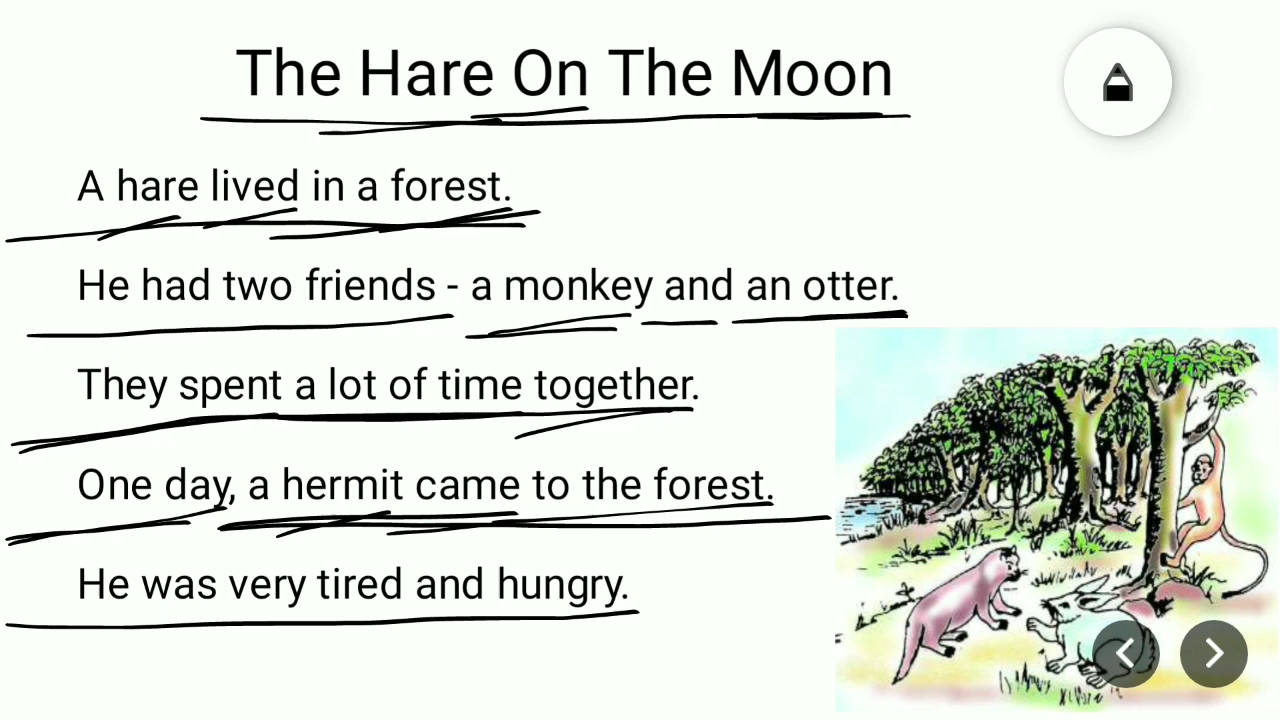 The Hare On The Moon
A hare lived in a forest.
He had two friends - a monkey and an otter.
They spent a lot of time together.
One day, a hermit came to the forest.
He was very tired and hungry.